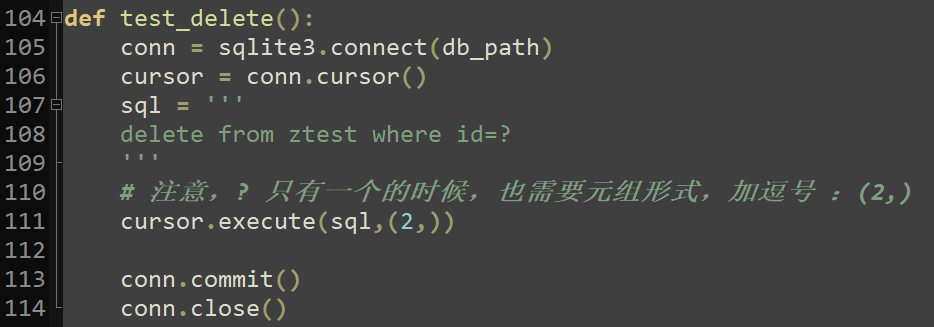 104 def test_delete():
105     conn = sqlite3.connect(db_path)
106     cursor = conn.cursor()
107     sql = '''
108     delete from ztest where id=?
109     '''
110     # 注意，? 只有一个的时候，也需要元组形式，加逗号 : (2,)
111     cursor.execute(sql,(2,))
112
113     conn.commit()
114     conn.close()